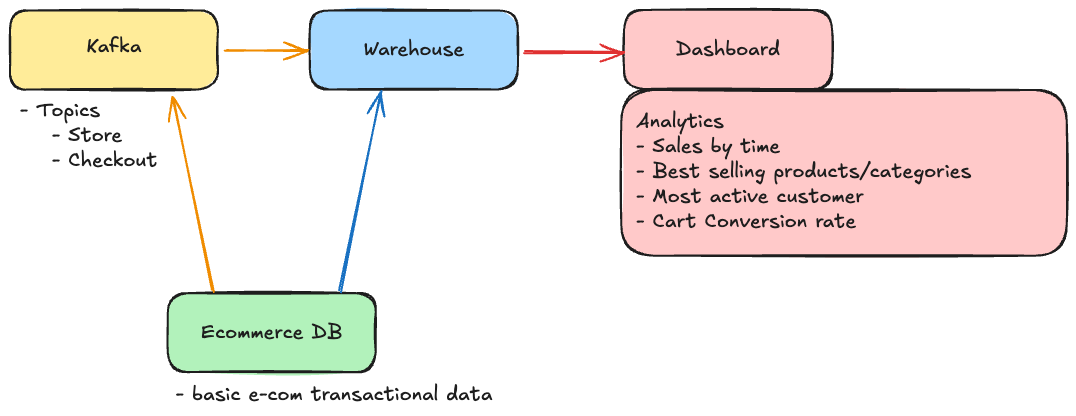 Kafka
Warehouse
Dashboard
- Topics
- Store
- Checkout
Analytics
- Sales by time
- Best selling products/categories
- Most active customer
- Cart Conversion rate
Ecommerce DB
- basic e-com transactional data